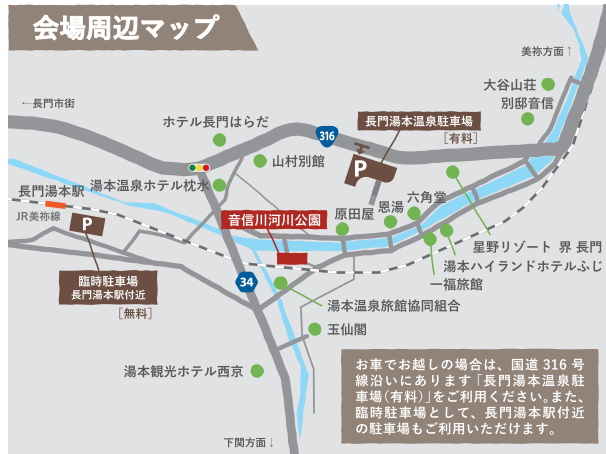 会場周辺マップ
美祢方面↑
大谷山荘
別邸音信
←長門市街
ホテル長門はらだ
316
長門湯本温泉駐車場
[有料]
P
山村別館
長門湯本駅
湯本温泉ホテル枕水
JR美祢線
P
音信川河川公園
原田屋
恩湯
六角堂
星野リゾート 界 長門
湯本ハイランドホテルふじ
一福旅館
臨時駐車場
長門湯本駅付近
[無料]
34
湯本温泉旅館協同組合
玉仙閣
湯本観光ホテル西京
下関方面↓
お車でお越しの場合は、国道 316 号
線沿いにあります「長門湯本温泉駐
車場(有料)」をご利用ください。また、
臨時駐車場として、長門湯本駅付近
の駐車場もご利用いただけます。